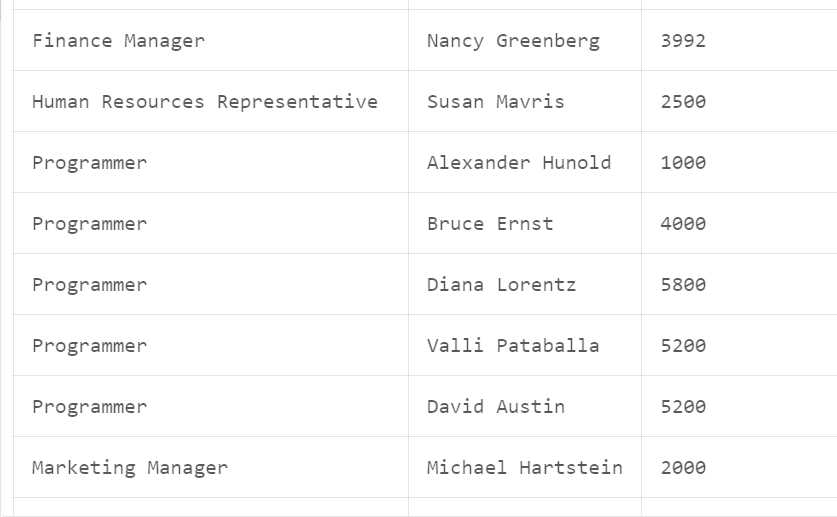 Finance Manager Nancy Greenberg 3992
Human Resources Representative Susan Mavris 2500
Programmer Alexander Hunold 1000
Programmer Bruce Ernst 4000
Programmer Diana Lorentz 5800
Programmer Valli Pataballa 5200
Programmer David Austin 5200
Marketing Manager Michael Hartstein 2000